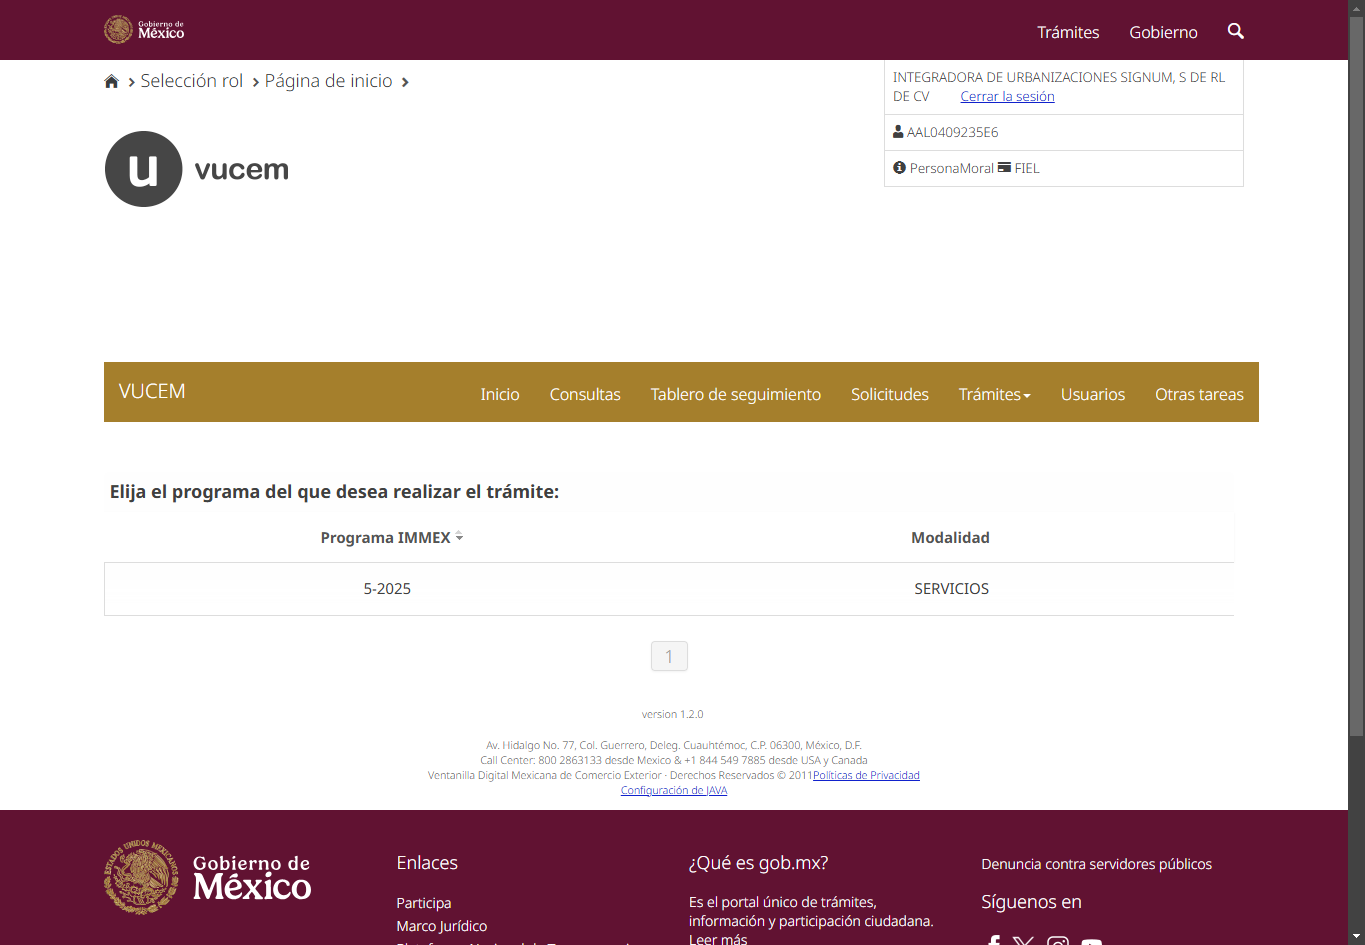 Gobierno de
México
Trámites
Gobierno
Selección rol
Página de inicio
INTEGRADORA DE URBANIZACIONES SIGNUM, S DE RL
DE CV Cerrar la sesión
AAL0409235E6
PersonaMoral FIEL
u vucem
VUCEM
Inicio
Consultas
Tablero de seguimiento
Solicitudes
Trámites
Usuarios
Otras tareas
Elija el programa del que desea realizar el trámite:
Programa IMMEX Modalidad
5-2025 SERVICIOS
1
version 1.2.0
Av. Hidalgo No. 77, Col. Guerrero, Deleg. Cuauhtémoc, C.P. 06300, México, D.F.
Call Center: 800 2863133 desde Mexico & +1 844 549 7885 desde USA y Canada
Ventanilla Digital Mexicana de Comercio Exterior · Derechos Reservados © 2011Políticas de Privacidad
Configuración de JAVA
ESTADOS UNIDOS MEXICANOS
Gobierno de
México
Enlaces
Participa
Marco Jurídico
¿Qué es gob.mx?
Es el portal único de trámites,
información y participación ciudadana.
Leer más
Denuncia contra servidores públicos
Síguenos en